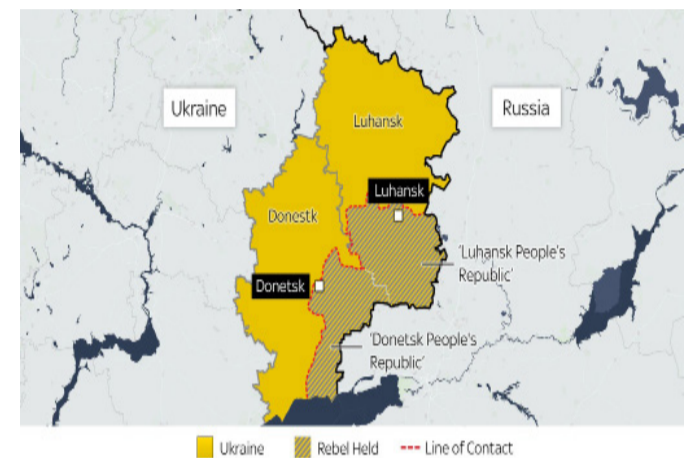 Ukraine
Russia
Luhansk
Luhansk
Donestk
'Luhansk People's
Republic'
Donetsk
'Donetsk People's
Republic'
Ukraine
Rebel Held
Line of Contact